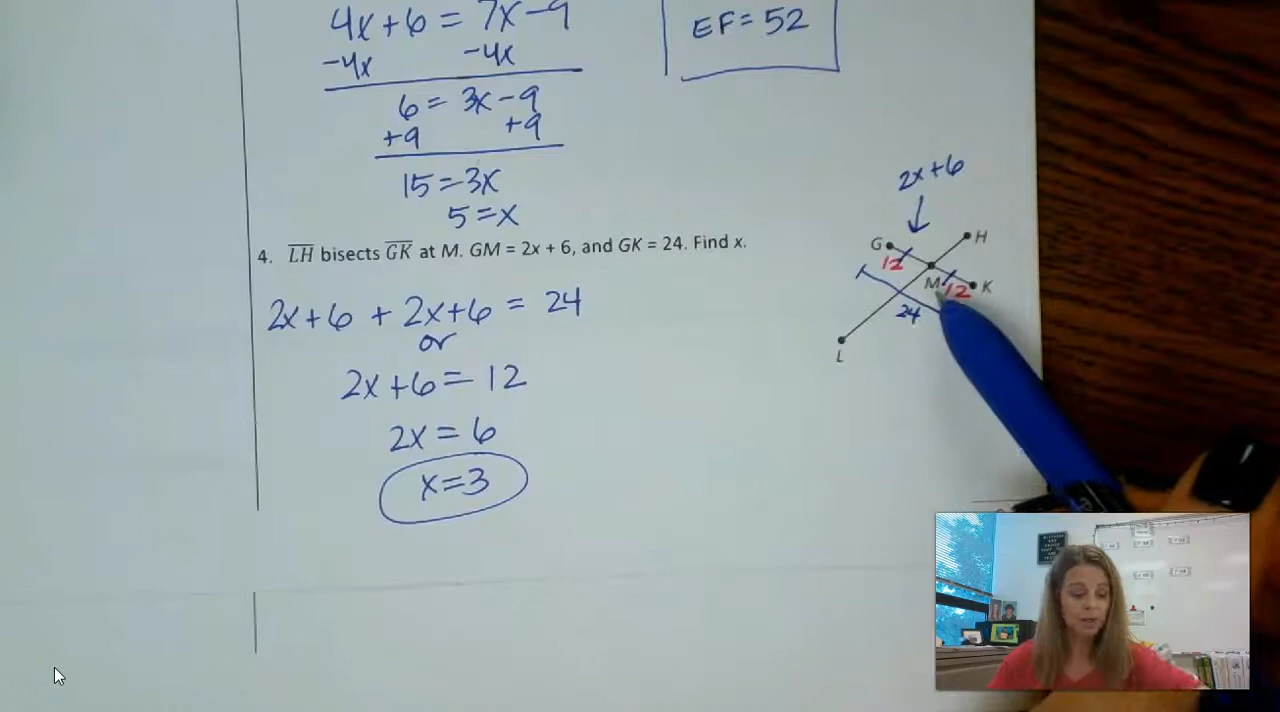 4x + 6 = 7x - 9
-4x -4x
6 = 3x - 9
+9 +9
15 = 3x
5 = x
EF = 52
4. LH bisects GK at M. GM = 2x + 6, and GK = 24. Find x.
2x + 6 + 2x + 6 = 24
or
2x + 6 = 12
2x = 6
x = 3
2x + 6
G
H
12
M
12
K
24
L